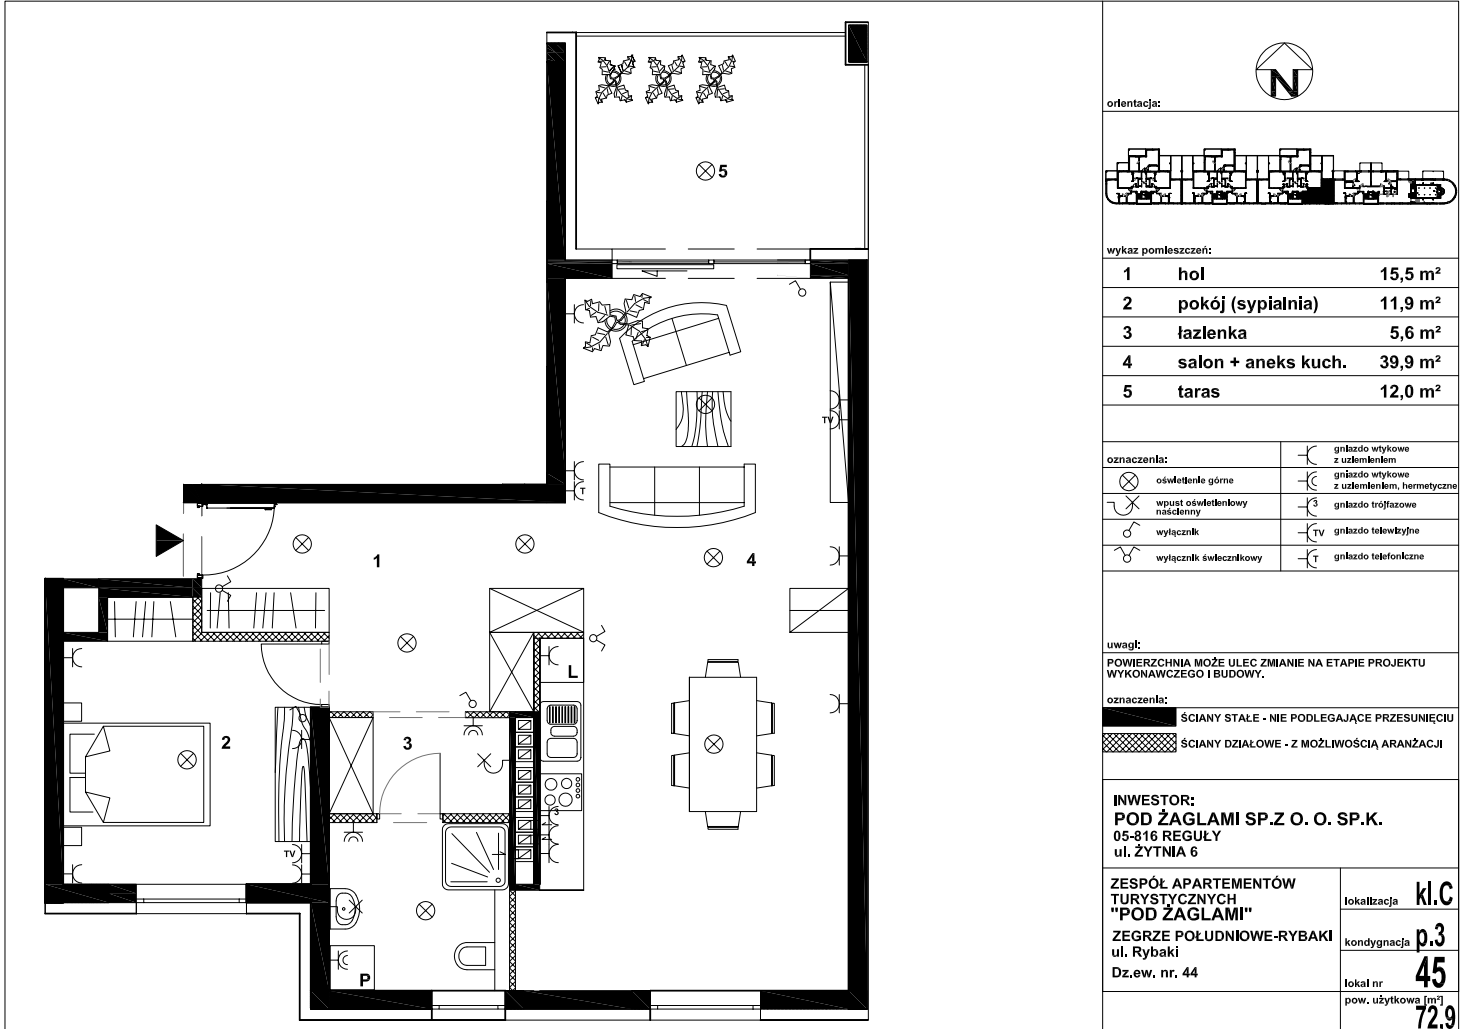 5
TV
T
1
4
L
2
3
3
TV
P
N
orientacja:
wykaz pomieszczeń:
1 hol 15,5 m²
2 pokój (sypialnia) 11,9 m²
3 łazienka 5,6 m²
4 salon + aneks kuch. 39,9 m²
5 taras 12,0 m²
oznaczenia:
gniazdo wtykowe
z uziemieniem
oświetlenie górne
gniazdo wtykowe
z uziemieniem, hermetyczne
wpust oświetleniowy
naścienny
3 gniazdo trójfazowe
wyłącznik
TV gniazdo telewizyjne
wyłącznik świecznikowy
T gniazdo telefoniczne
uwagi:
POWIERZCHNIA MOŻE ULEC ZMIANIE NA ETAPIE PROJEKTU
WYKONAWCZEGO I BUDOWY.
oznaczenia:
ŚCIANY STAŁE - NIE PODLEGAJĄCE PRZESUNIĘCIU
ŚCIANY DZIAŁOWE - Z MOŻLIWOŚCIĄ ARANŻACJI
INWESTOR:
POD ŻAGLAMI SP.Z O. O. SP.K.
05-816 REGUŁY
ul. ŻYTNIA 6
ZESPÓŁ APARTEMENTÓW
TURYSTYCZNYCH
"POD ŻAGLAMI"
ZEGRZE POŁUDNIOWE-RYBAKI
ul. Rybaki
Dz.ew. nr. 44
lokalizacja kl.C
kondygnacja p.3
lokal nr 45
pow. użytkowa [m²]
72.9